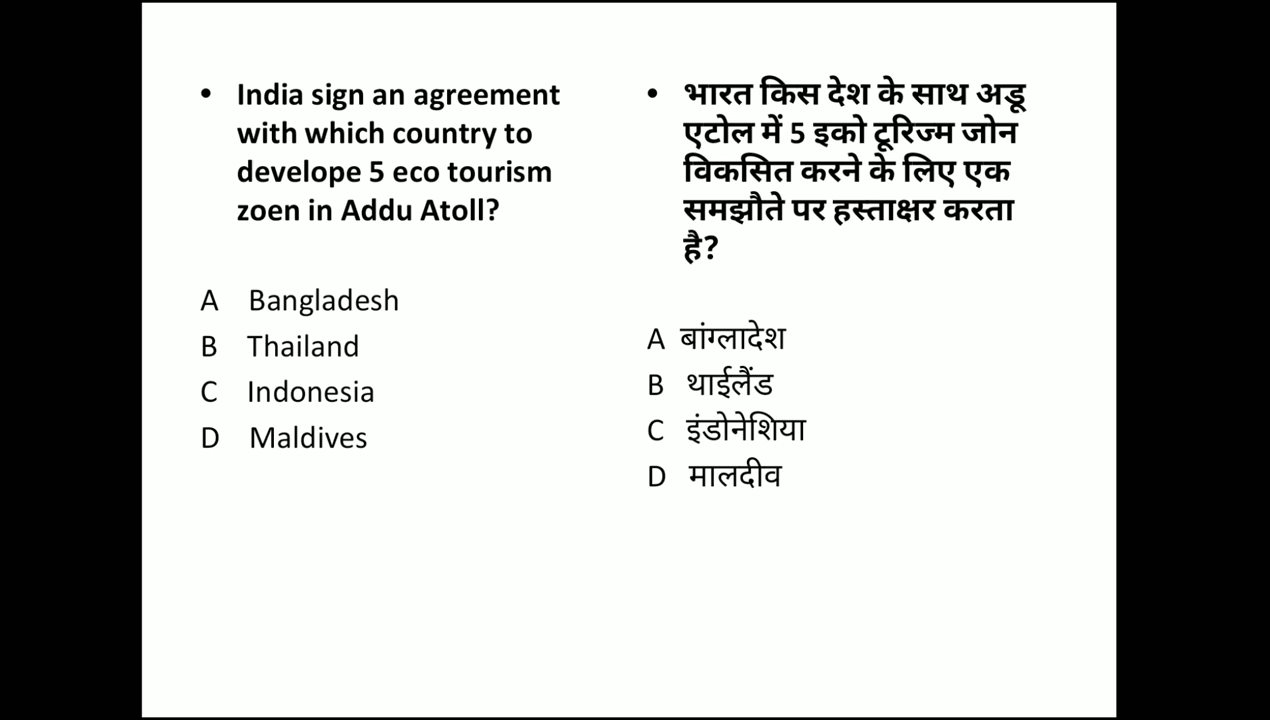 • India sign an agreement
with which country to
develope 5 eco tourism
zoen in Addu Atoll?
A Bangladesh
B Thailand
C Indonesia
D Maldives
• भारत किस देश के साथ अडू
एटोल में 5 इको टूरिज्म जोन
विकसित करने के लिए एक
समझौते पर हस्ताक्षर करता
है?
A बांग्लादेश
B थाईलैंड
C इंडोनेशिया
D मालदीव